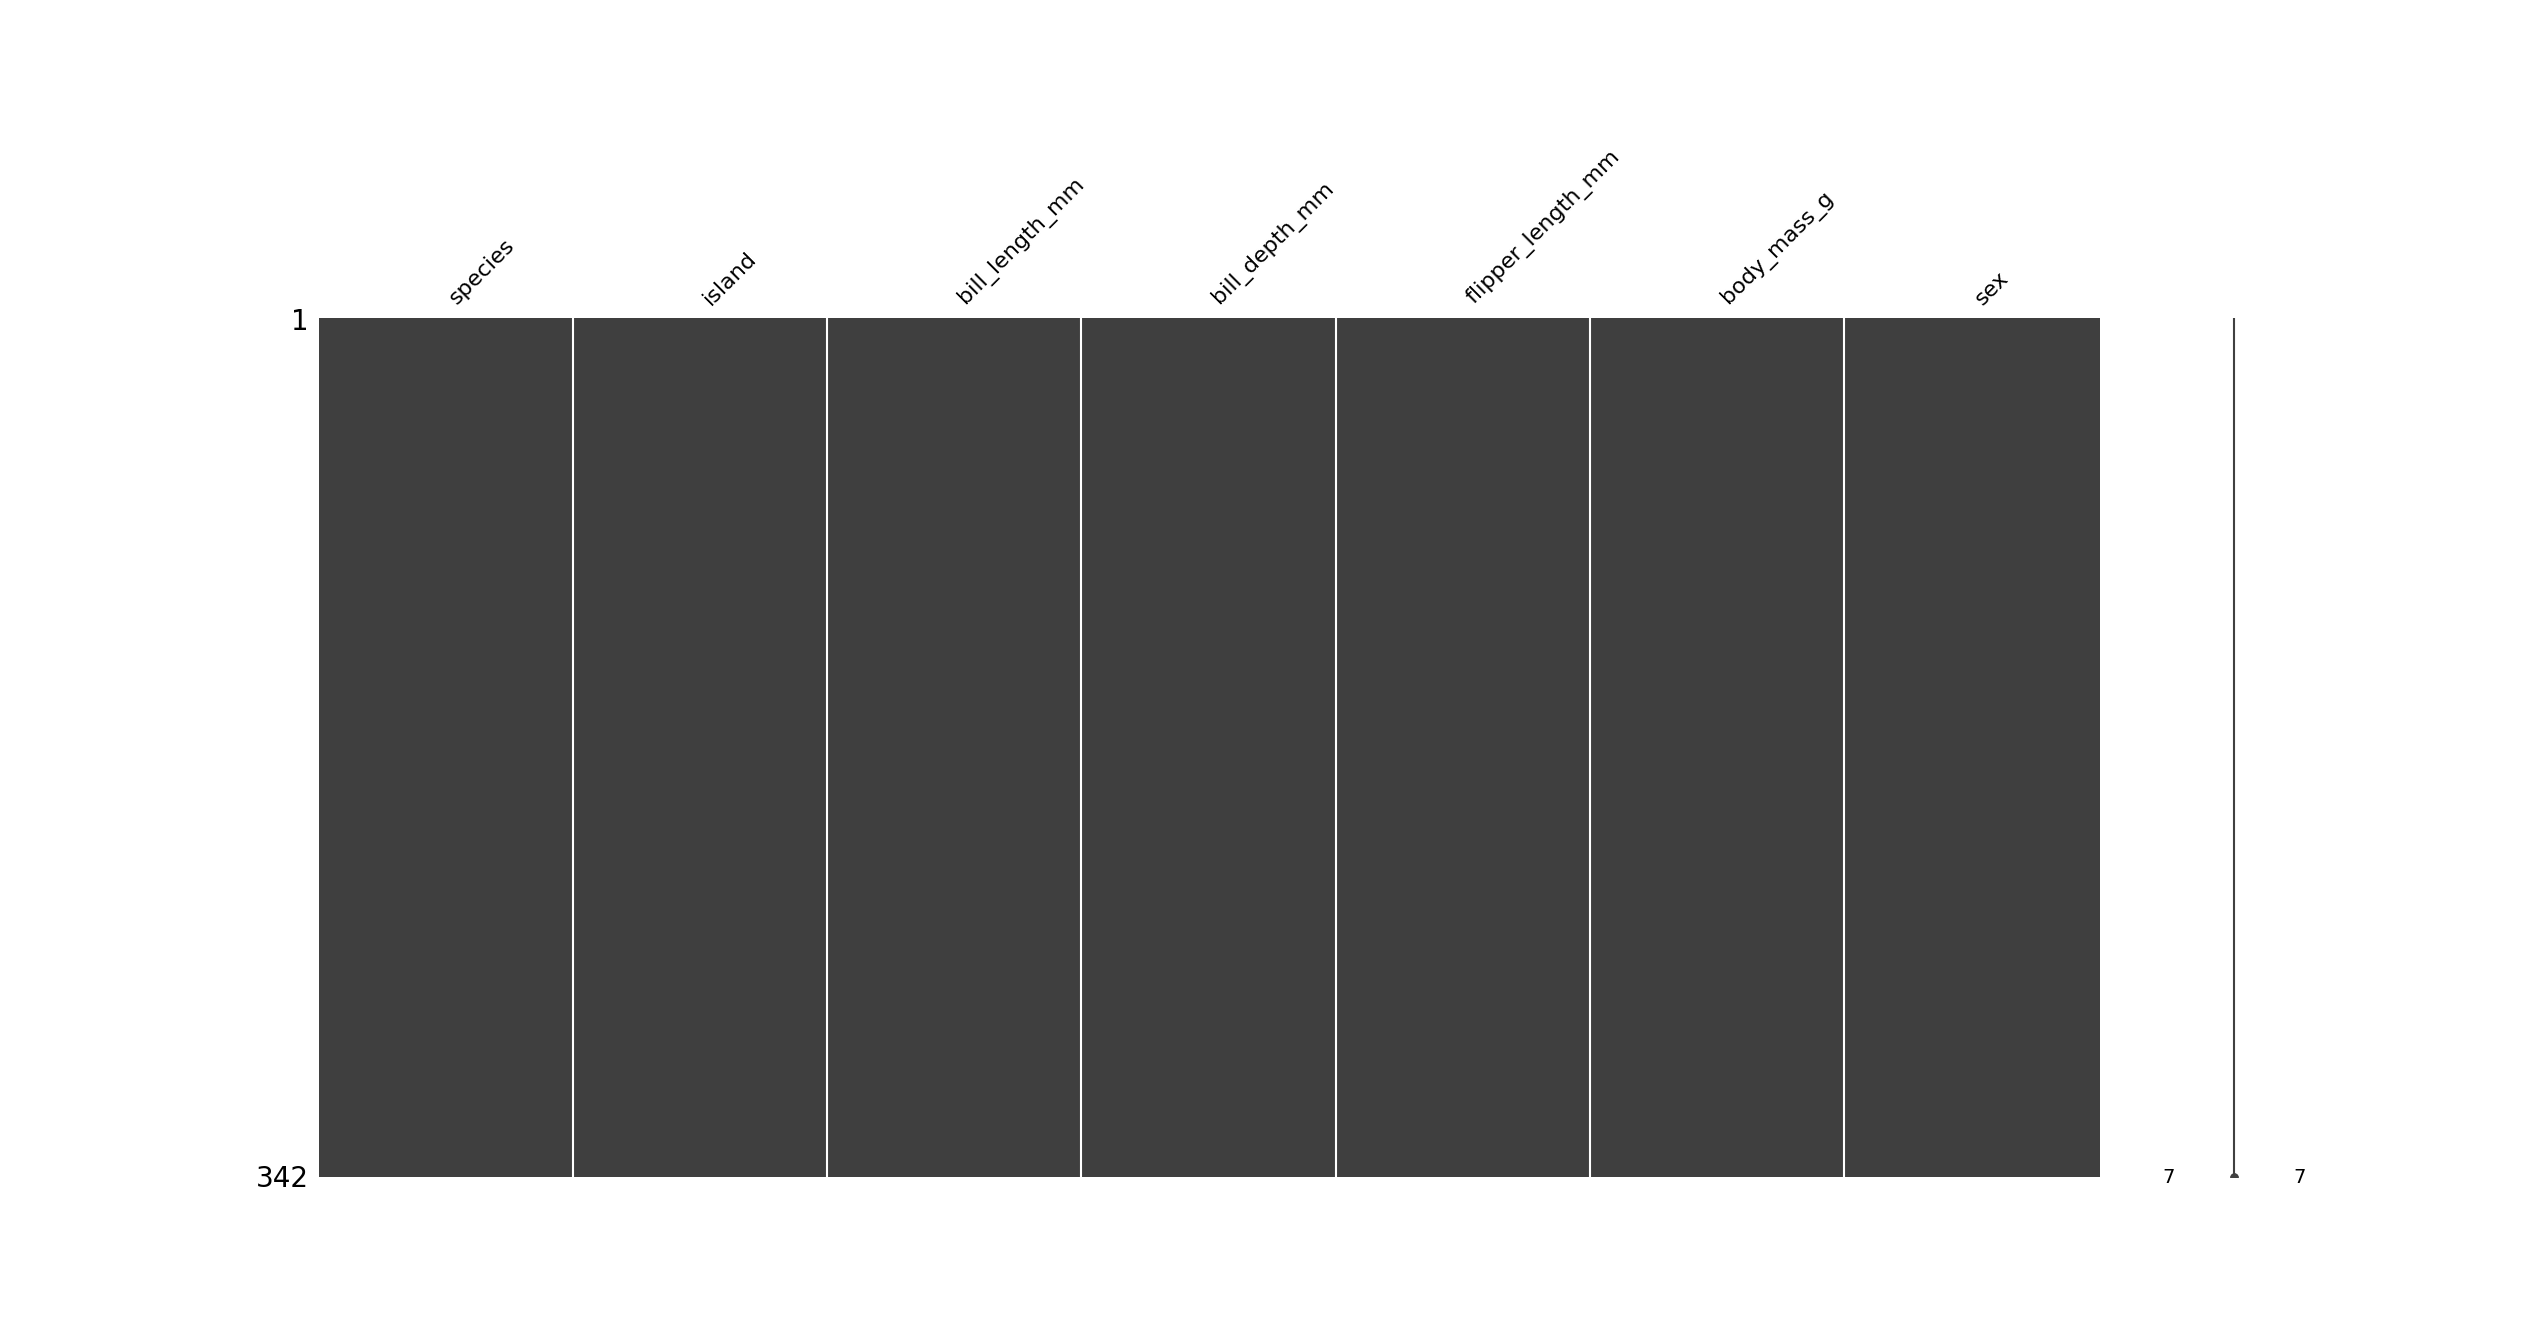 species
island
bill_length_mm
bill_depth_mm
flipper_length_mm
body_mass_g
sex
1
342
7
7